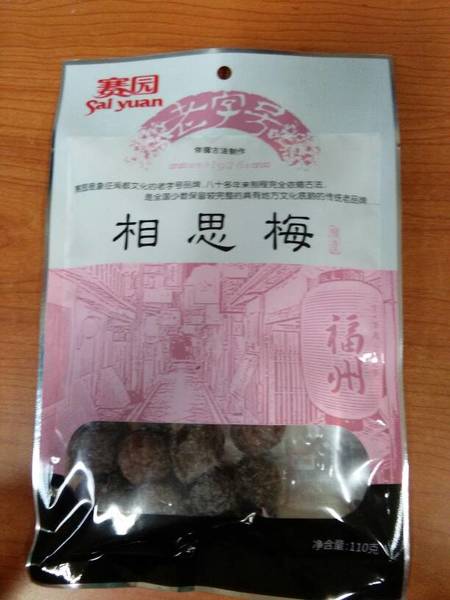 赛园
Sai yuan
老字号
依循古法制作
1926
赛园是象征闽都文化的老字号品牌，八十多年来制程完全依循古法，
是全国少数保留较完整的具有地方文化底蕴的传统老品牌
相思梅
福州
净含量:110克